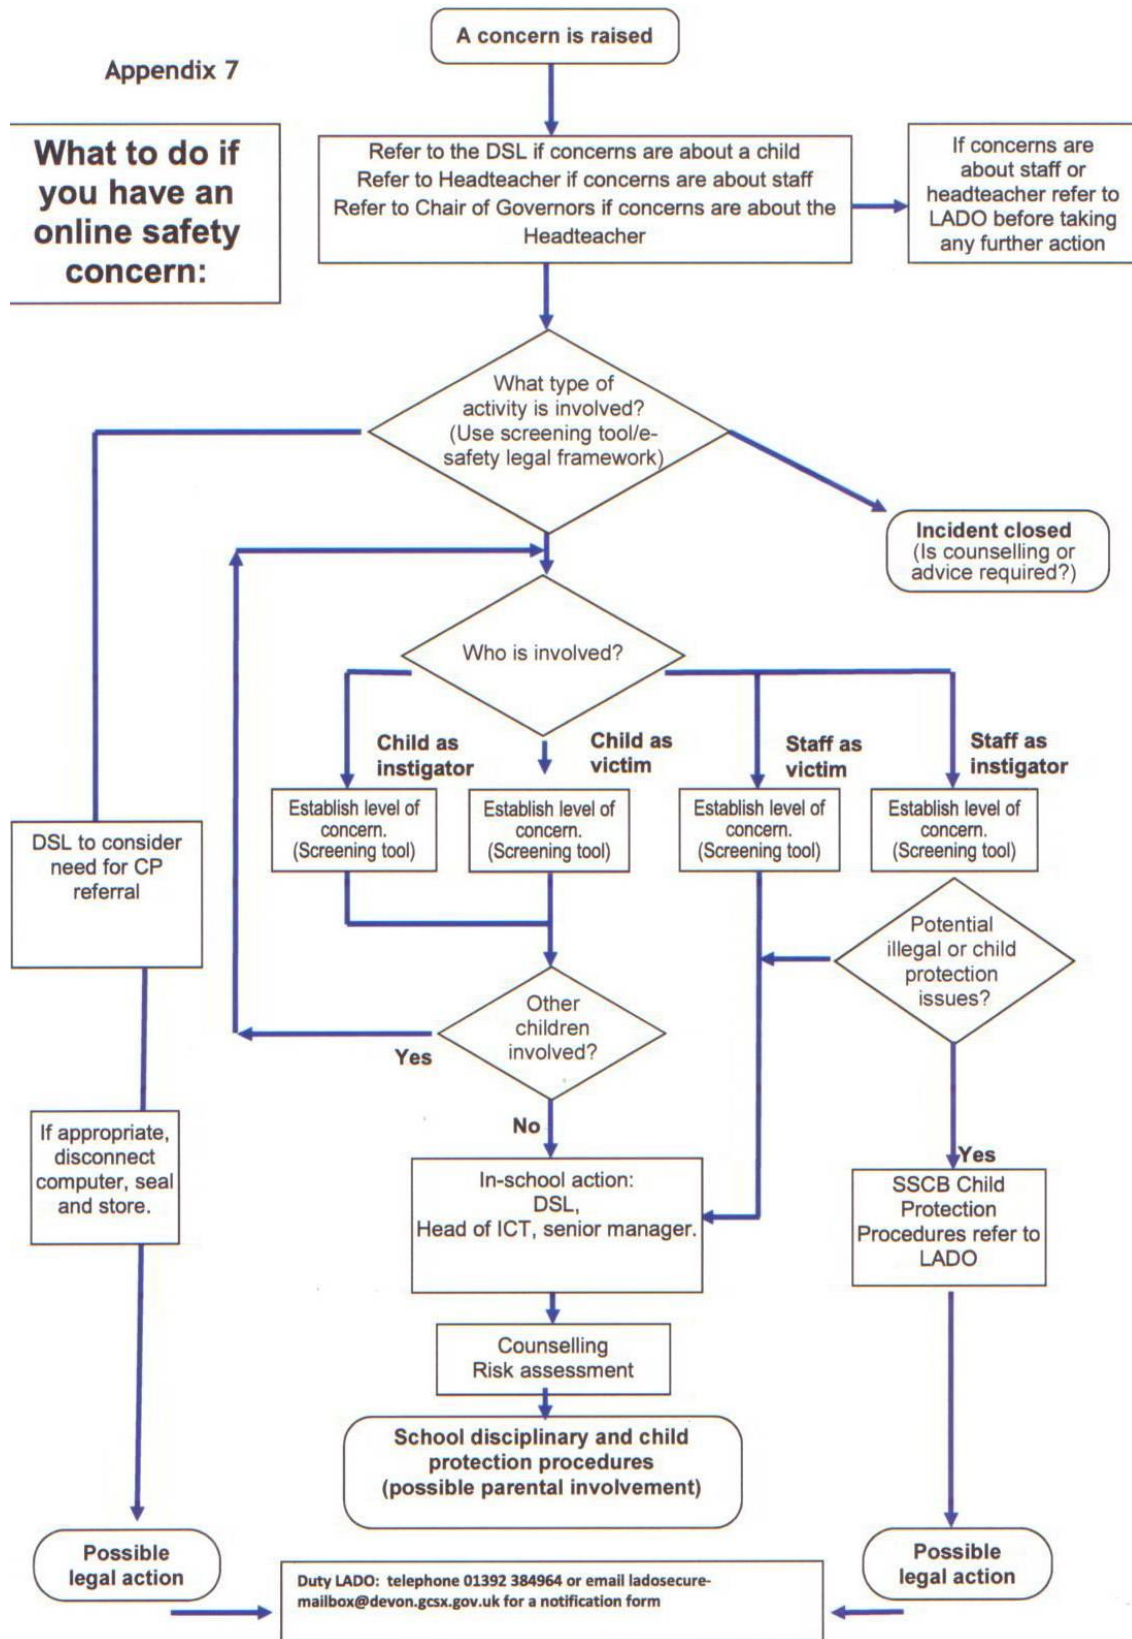 A concern is raised
Appendix 7
What to do if
you have an
online safety
concern:
Refer to the DSL if concerns are about a child
Refer to Headteacher if concerns are about staff
Refer to Chair of Governors if concerns are about the
Headteacher
If concerns are
about staff or
headteacher refer to
LADO before taking
any further action
What type of
activity is involved?
(Use screening tool/e-
safety legal framework)
Incident closed
(Is counselling or
advice required?)
Who is involved?
Child as
instigator
Child as
victim
Staff as
victim
Staff as
instigator
Establish level of
concern.
(Screening tool)
Establish level of
concern.
(Screening tool)
Establish level of
concern.
(Screening tool)
Establish level of
concern.
(Screening tool)
DSL to consider
need for CP
referral
Potential
illegal or child
protection
issues?
Other
children
involved?
Yes
No
If appropriate,
disconnect
computer, seal
and store.
In-school action:
DSL,
Head of ICT, senior manager.
Yes
SSCB Child
Protection
Procedures refer to
LADO
Counselling
Risk assessment
School disciplinary and child
protection procedures
(possible parental involvement)
Possible
legal action
Possible
legal action
Duty LADO: telephone 01392 384964 or email ladosecure-
mailbox@devon.gcsx.gov.uk for a notification form